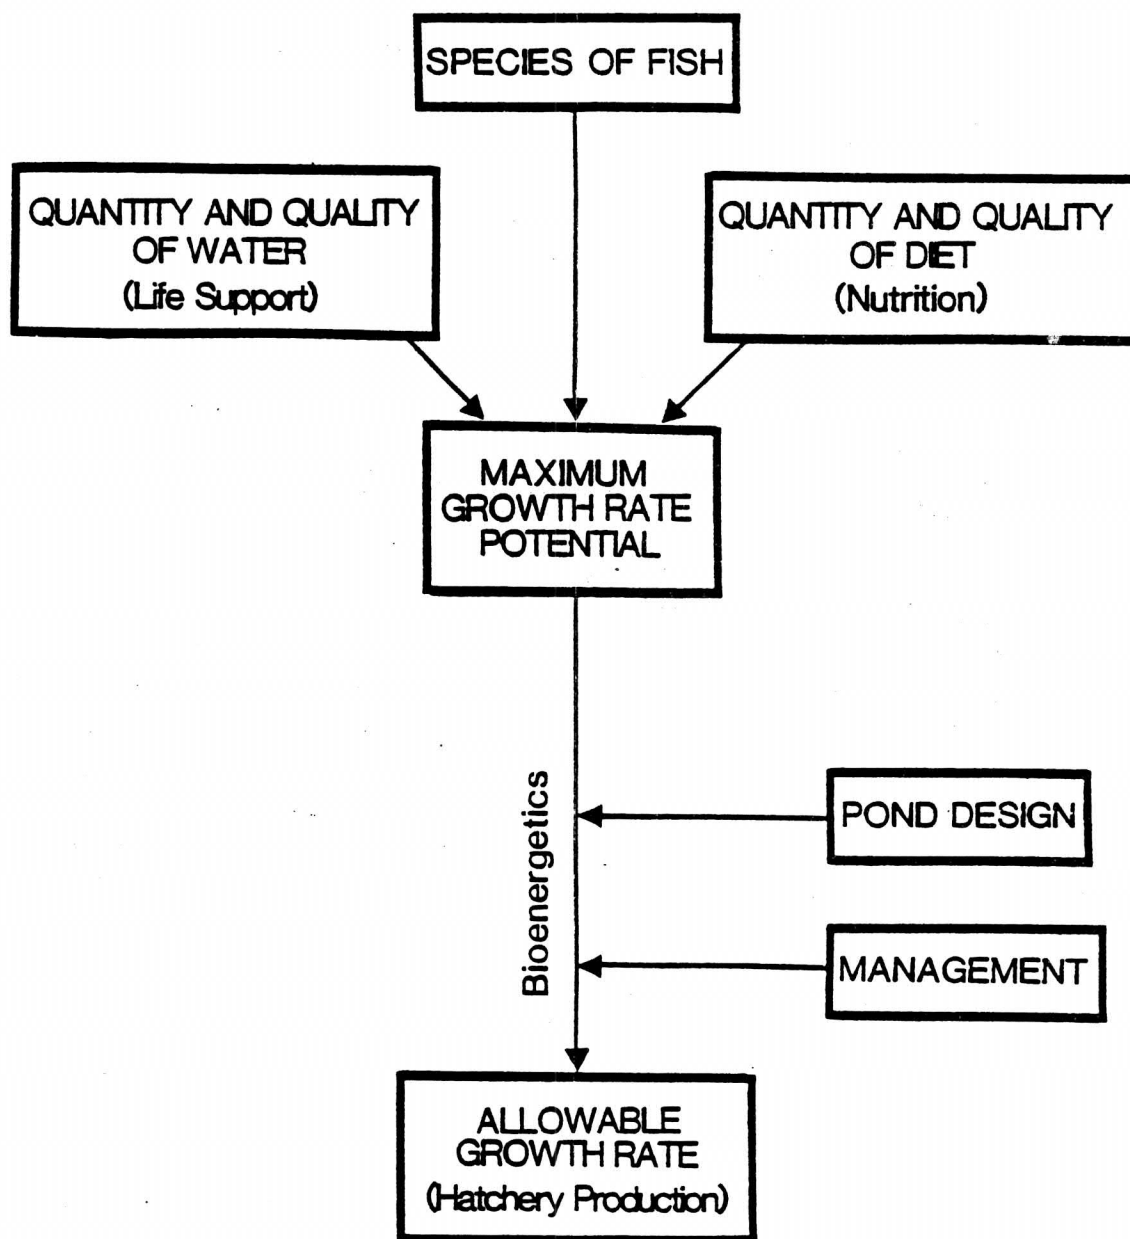 SPECIES OF FISH
QUANTITY AND QUALITY
OF WATER
(Life Support)
QUANTITY AND QUALITY
OF DIET
(Nutrition)
MAXIMUM
GROWTH RATE
POTENTIAL
Bioenergetics
POND DESIGN
MANAGEMENT
ALLOWABLE
GROWTH RATE
(Hatchery Production)